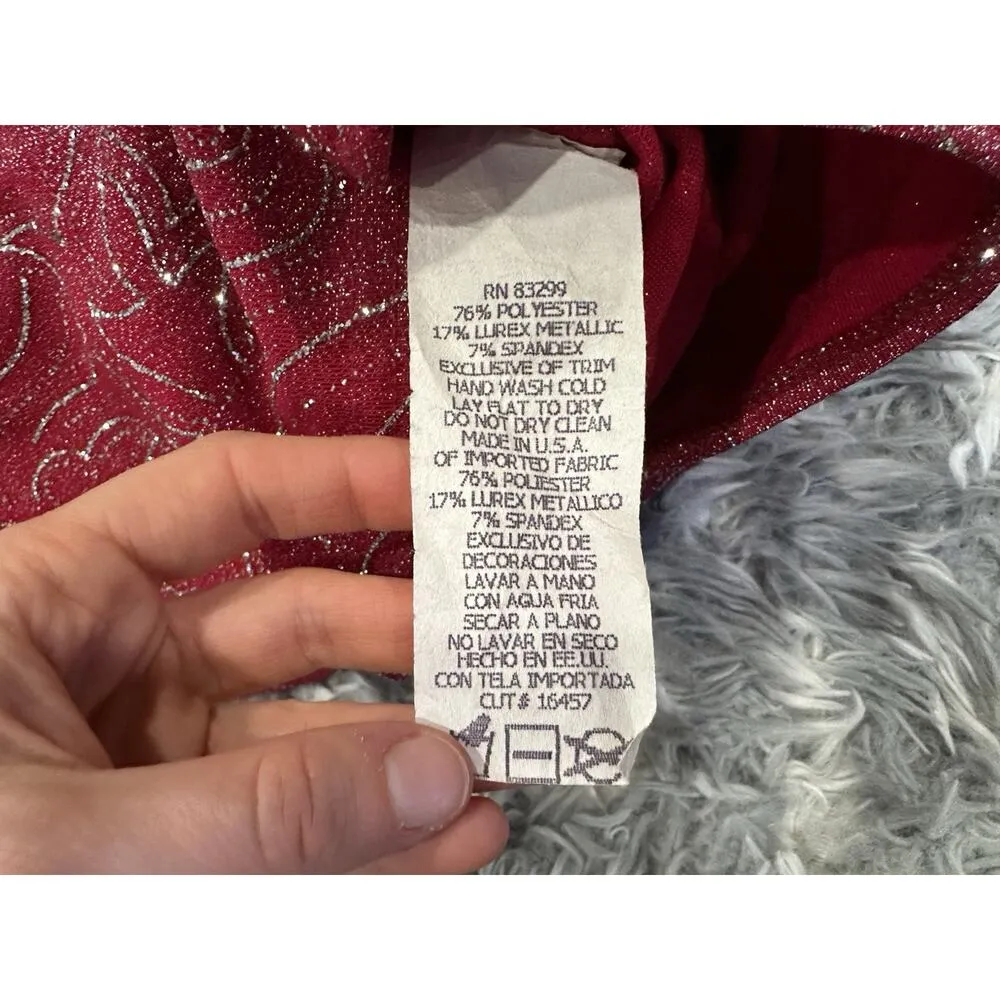 RN 83299
76% POLYESTER
17% LUREX METALLIC
7% SPANDEX
EXCLUSIVE OF TRIM
HAND WASH COLD
LAY FLAT TO DRY
DO NOT DRY CLEAN
MADE IN U.S.A.
OF IMPORTED FABRIC
76% POLIESTER
17% LUREX METALLICO
7% SPANDEX
EXCLUSIVO DE
DECORACIONES
LAVAR A MANO
CON AGUA FRIA
SECAR A PLANO
NO LAVAR EN SECO
HECHO EN EE.UU.
CON TELA IMPORTADA
CUT# 16457